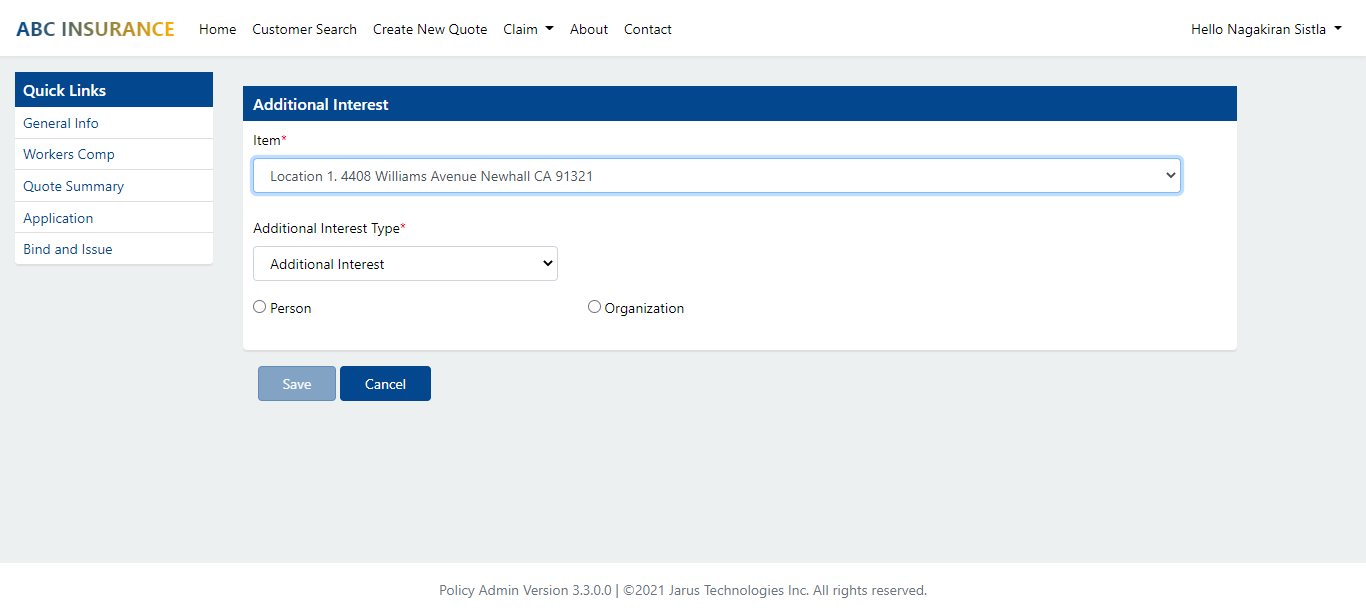 ABC INSURANCE Home Customer Search Create New Quote Claim About Contact Hello Nagakiran Sistla
Quick Links
General Info
Workers Comp
Quote Summary
Application
Bind and Issue
Additional Interest
Item*
Location 1. 4408 Williams Avenue Newhall CA 91321
Additional Interest Type*
Additional Interest
Person Organization
Save Cancel
Policy Admin Version 3.3.0.0 | ©2021 Jarus Technologies Inc. All rights reserved.